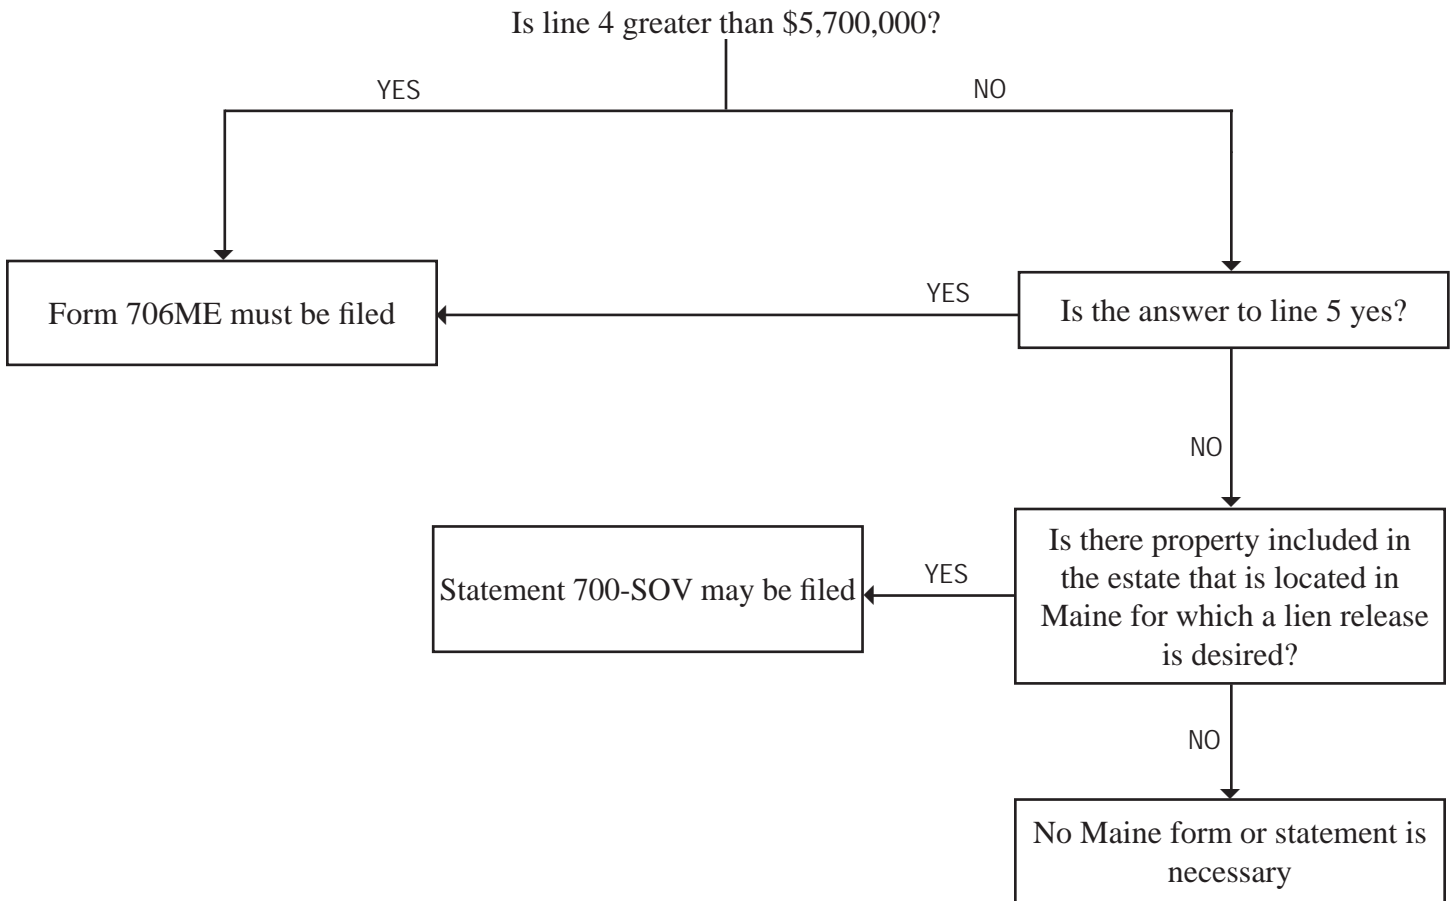 Is line 4 greater than $5,700,000?
YES
NO
Form 706ME must be filed
YES
Is the answer to line 5 yes?
NO
Statement 700-SOV may be filed
YES
Is there property included in
the estate that is located in
Maine for which a lien release
is desired?
NO
No Maine form or statement is
necessary